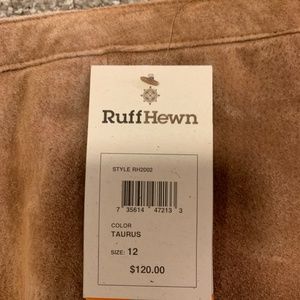 RuffHewn
STYLE RH2002
7 35614 47213 3
COLOR
TAURUS
SIZE: 12
$120.00